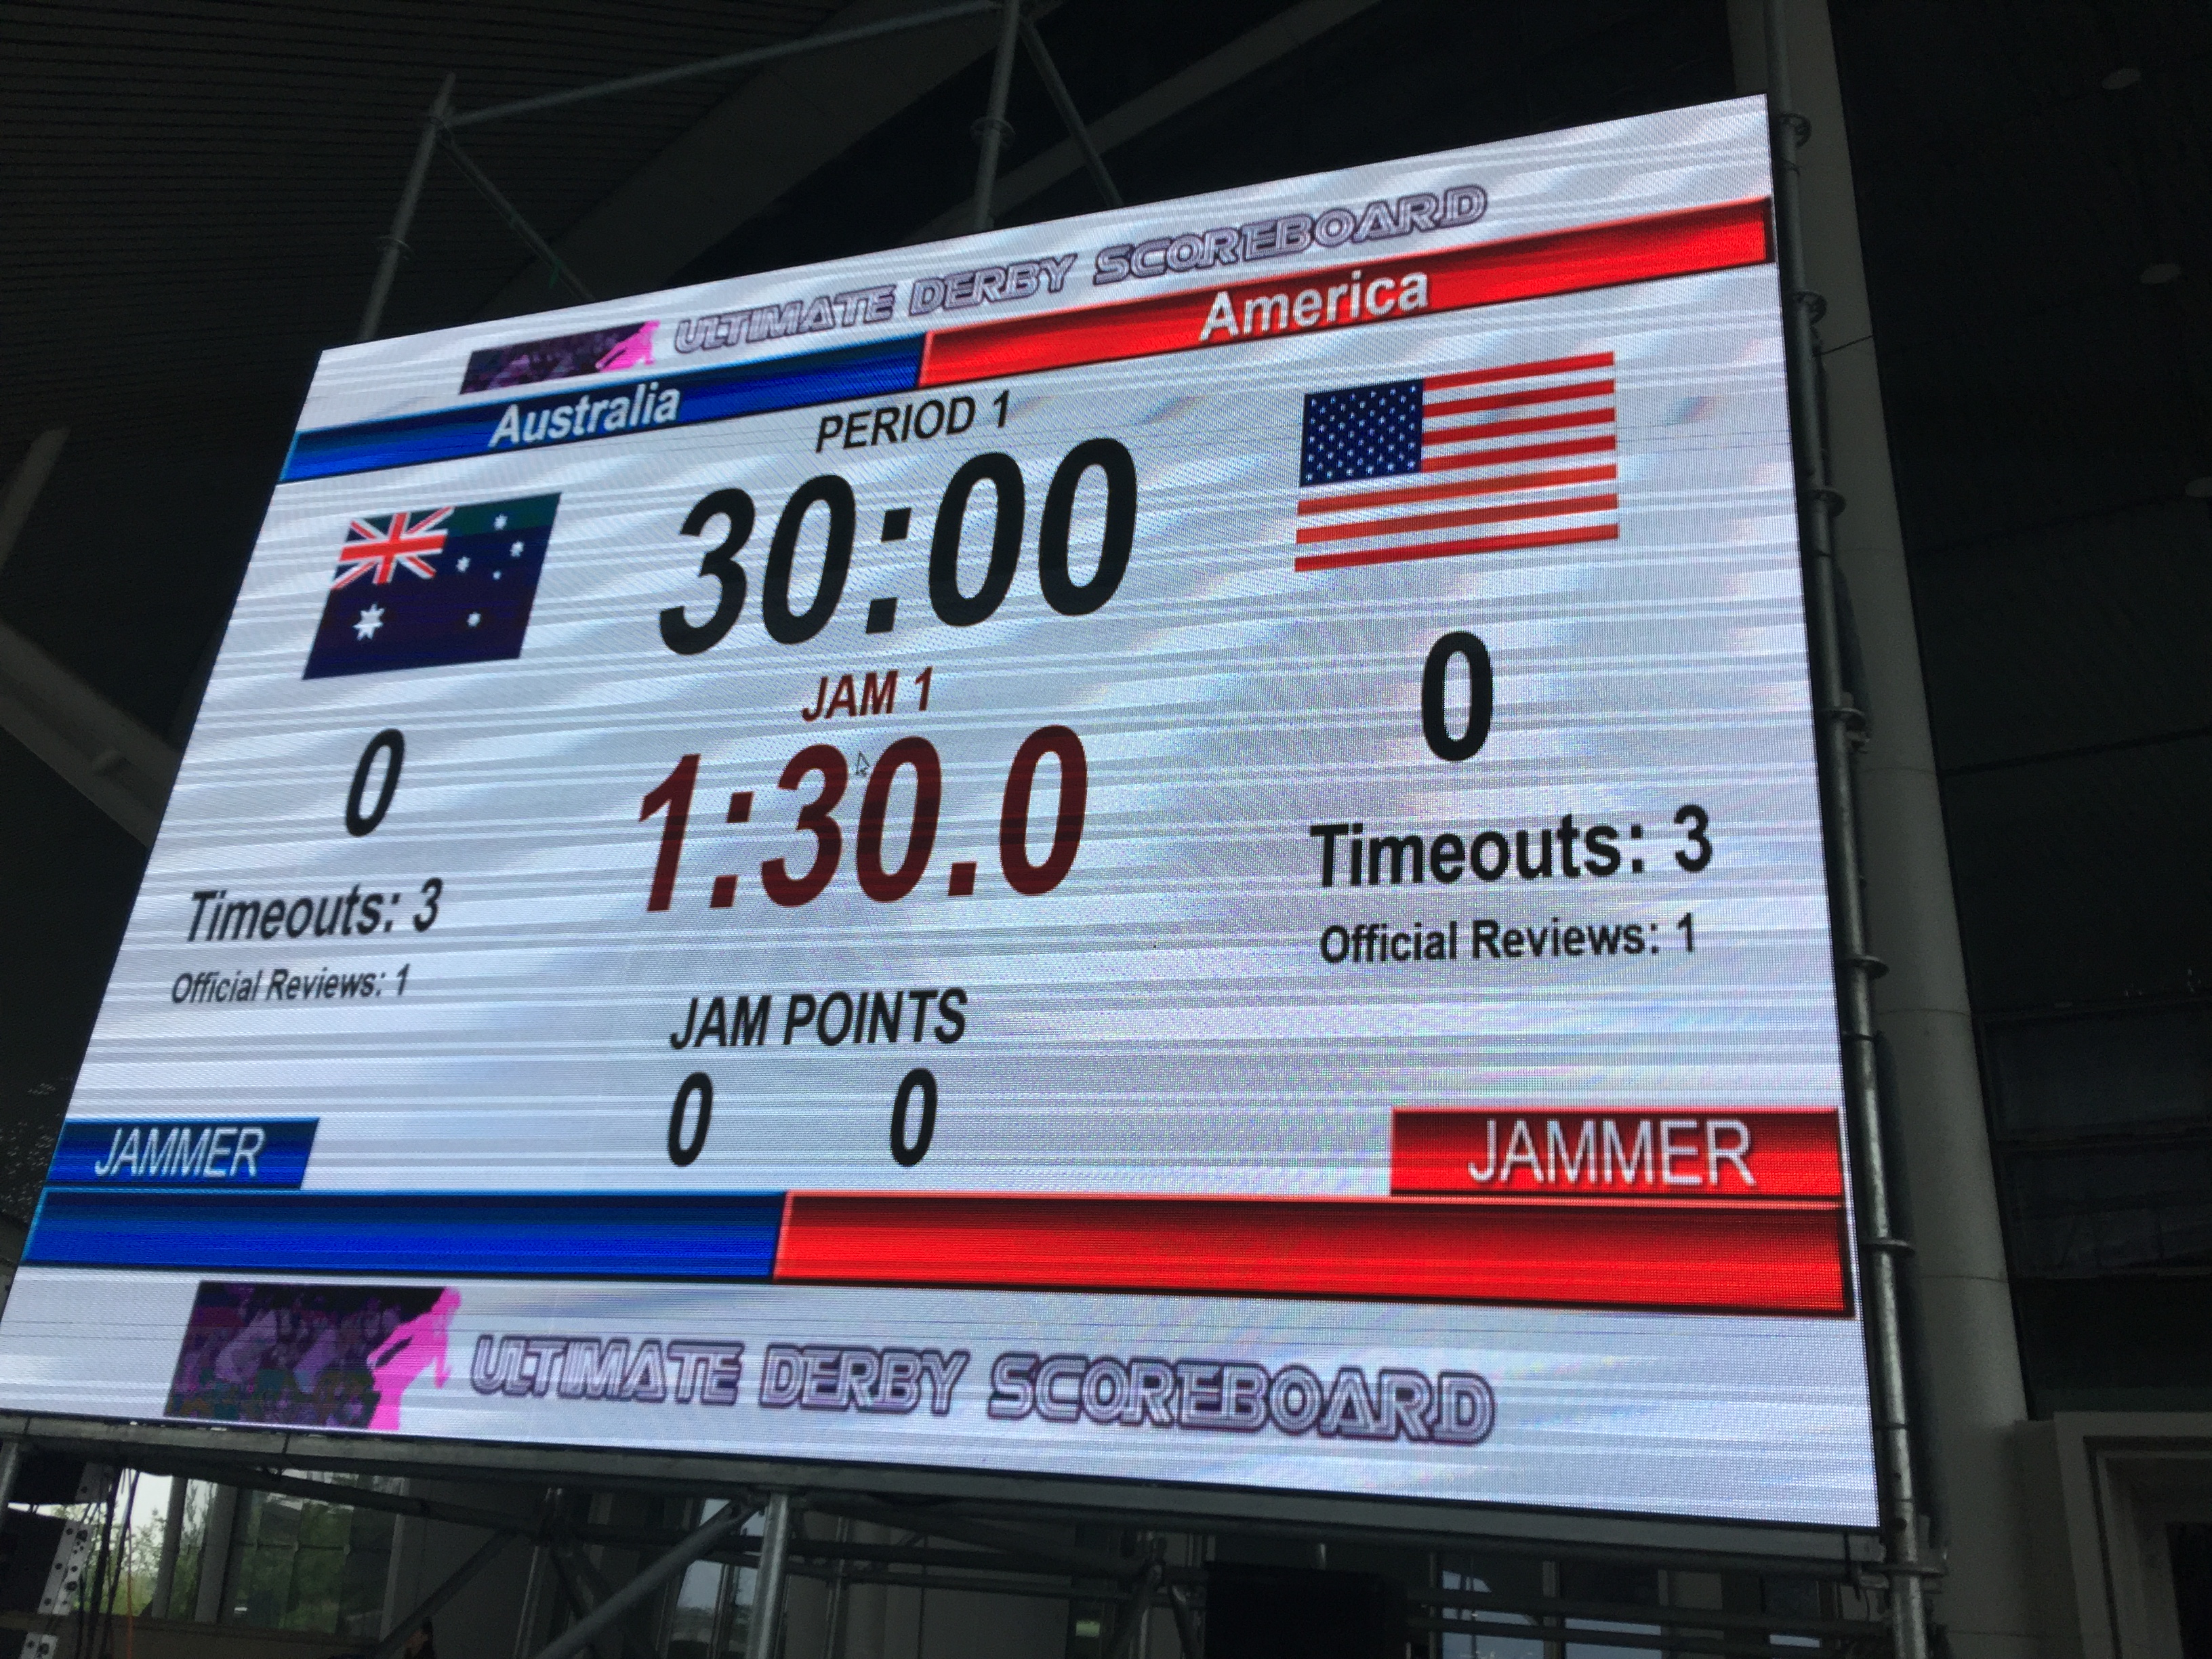 ULTIMATE DERBY SCOREBOARD
Australia
America
PERIOD 1
30:00
JAM 1
1:30.0
0
0
Timeouts: 3
Timeouts: 3
Official Reviews: 1
Official Reviews: 1
JAM POINTS
0 0
JAMMER
JAMMER
ULTIMATE DERBY SCOREBOARD